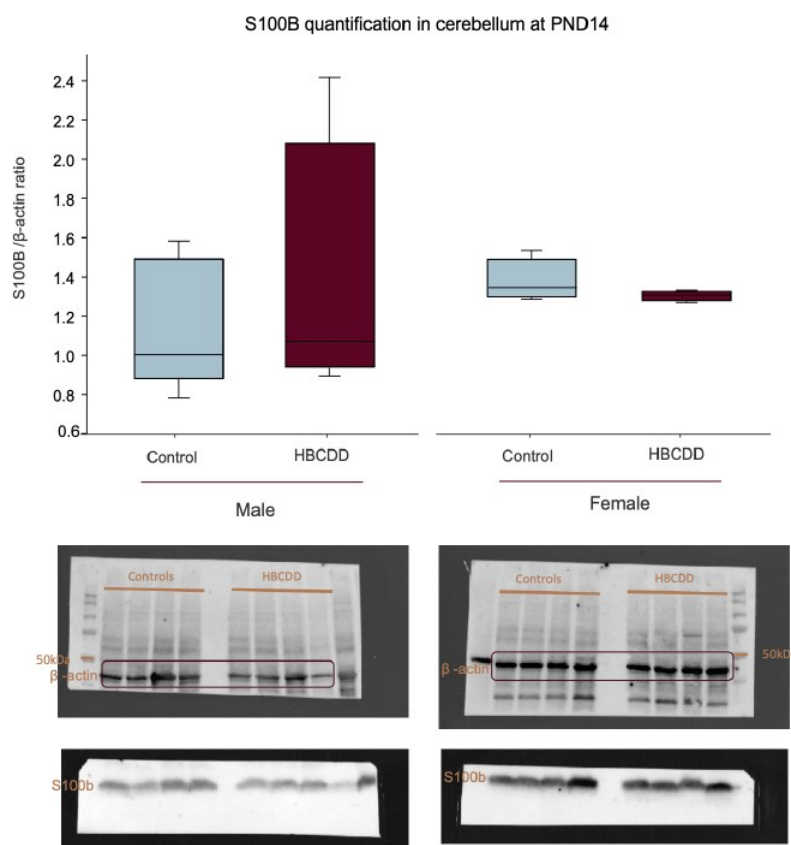 S100B quantification in cerebellum at PND14
S100B /β-actin ratio
2.4
2.2
2.0
1.8
1.6
1.4
1.2
1.0
0.8
0.6
Control
HBCDD
Control
HBCDD
Male
Female
Controls
HBCDD
50kDa
β -actin
Controls
HBCDD
50kD
β -actin
S100b
S100b